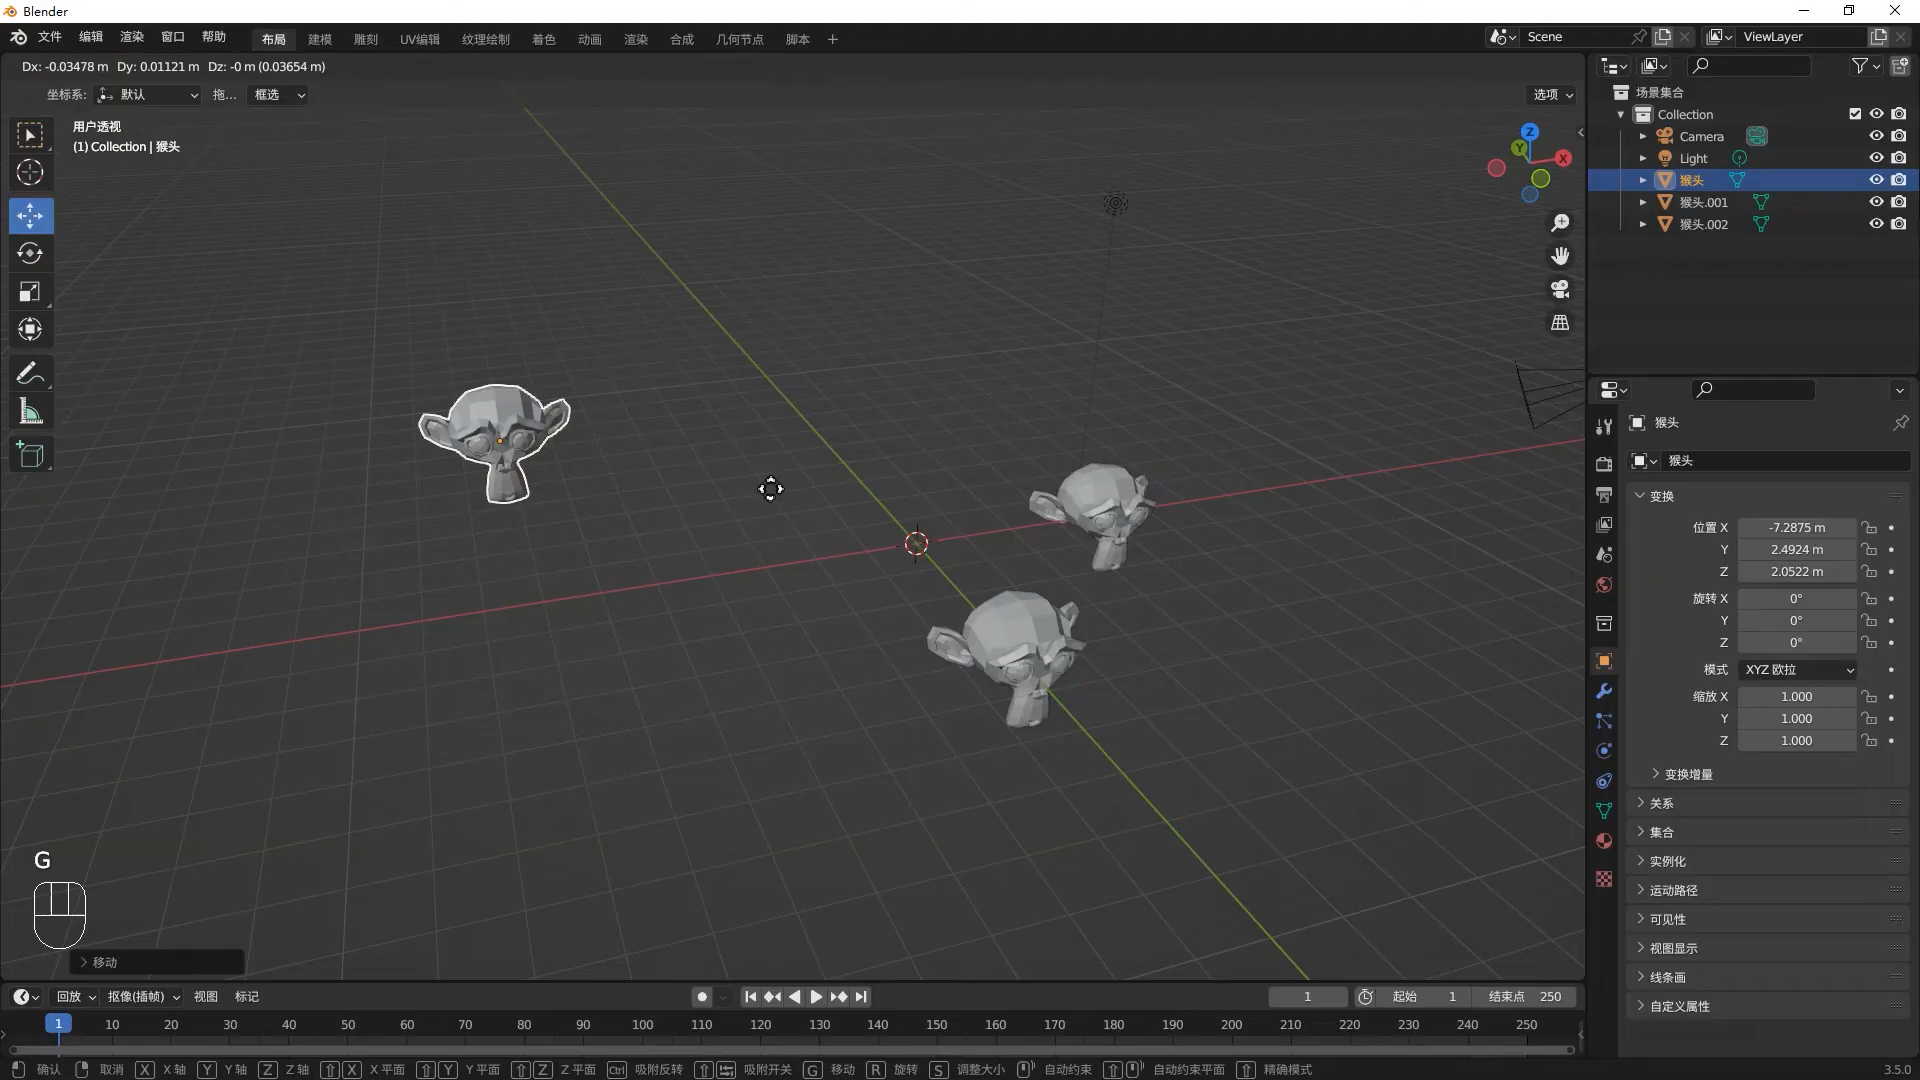 Blender
文件 编辑 渲染 窗口 帮助 布局 建模 雕刻 UV编辑 纹理绘制 着色 动画 渲染 合成 几何节点 脚本 + Scene ViewLayer
Dx: -0.03478 m Dy: 0.01121 m Dz: -0 m (0.03654 m)
坐标系: 默认 拖... 框选 选项
用户透视
(1) Collection | 猴头
Z
Y
X
场景集合
Collection
Camera
Light
猴头
猴头.001
猴头.002
猴头
猴头
变换
位置 X -7.2875 m
Y 2.4924 m
Z 2.0522 m
旋转 X 0°
Y 0°
Z 0°
模式 XYZ 欧拉
缩放 X 1.000
Y 1.000
Z 1.000
变换增量
关系
集合
实例化
运动路径
可见性
视图显示
线条画
自定义属性
G
移动
回放 抠像(插帧) 视图 标记 1 起始 1 结束点 250
1 10 20 30 40 50 60 70 80 90 100 110 120 130 140 150 160 170 180 190 200 210 220 230 240 250
确认 取消 X X 轴 Y Y 轴 Z Z 轴 X X 平面 Y Y 平面 Z Z 平面 Ctrl 吸附反转 吸附开关 G 移动 R 旋转 S 调整大小 自动约束 自动约束平面 精确模式 3.5.0